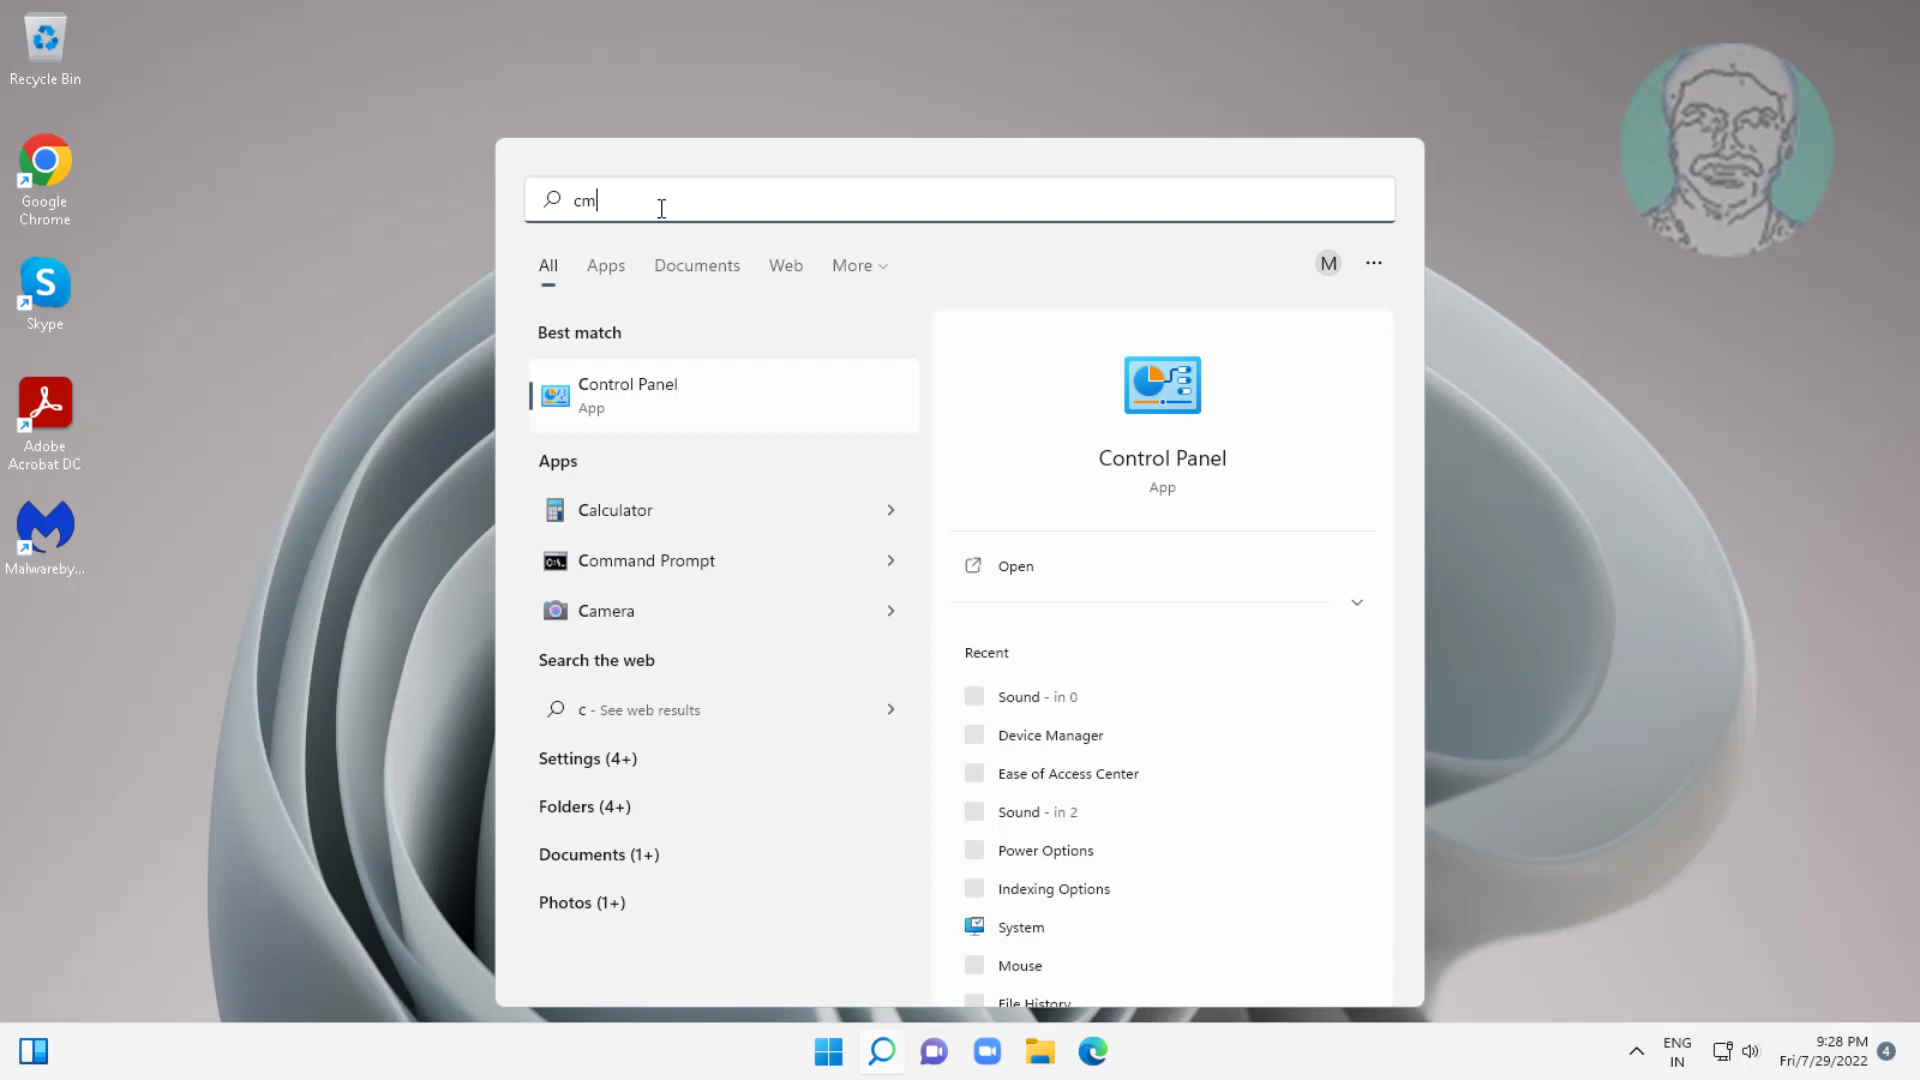 Recycle Bin
Google
Chrome
Skype
Adobe
Acrobat DC
Malwareby...
cm
All
Apps
Documents
Web
More
M
Best match
Control Panel
App
Apps
Calculator
Command Prompt
Camera
Search the web
c - See web results
Settings (4+)
Folders (4+)
Documents (1+)
Photos (1+)
Control Panel
App
Open
Recent
Sound - in 0
Device Manager
Ease of Access Center
Sound - in 2
Power Options
Indexing Options
System
Mouse
File History
ENG
IN
9:28 PM
Fri/7/29/2022
4